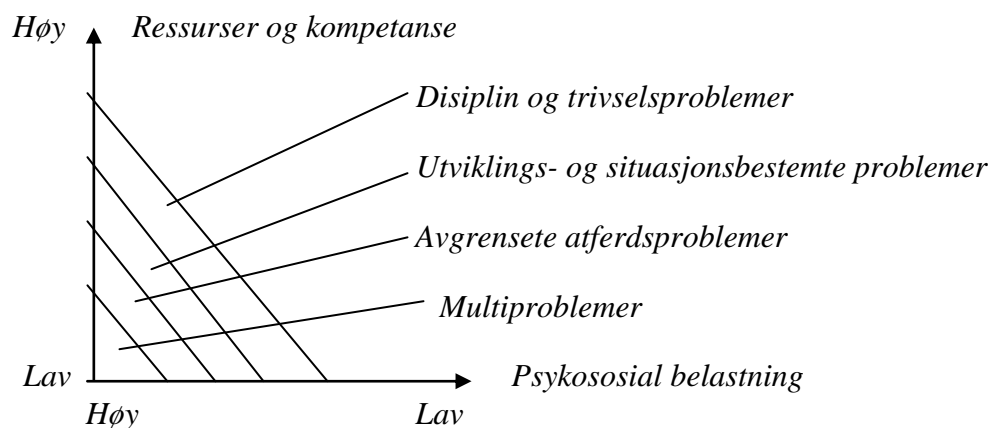 Høy Ressurser og kompetanse
Disiplin og trivselsproblemer
Utviklings- og situasjonsbestemte problemer
Avgrensete atferdsproblemer
Multiproblemer
Lav Psykososial belastning
Høy Lav